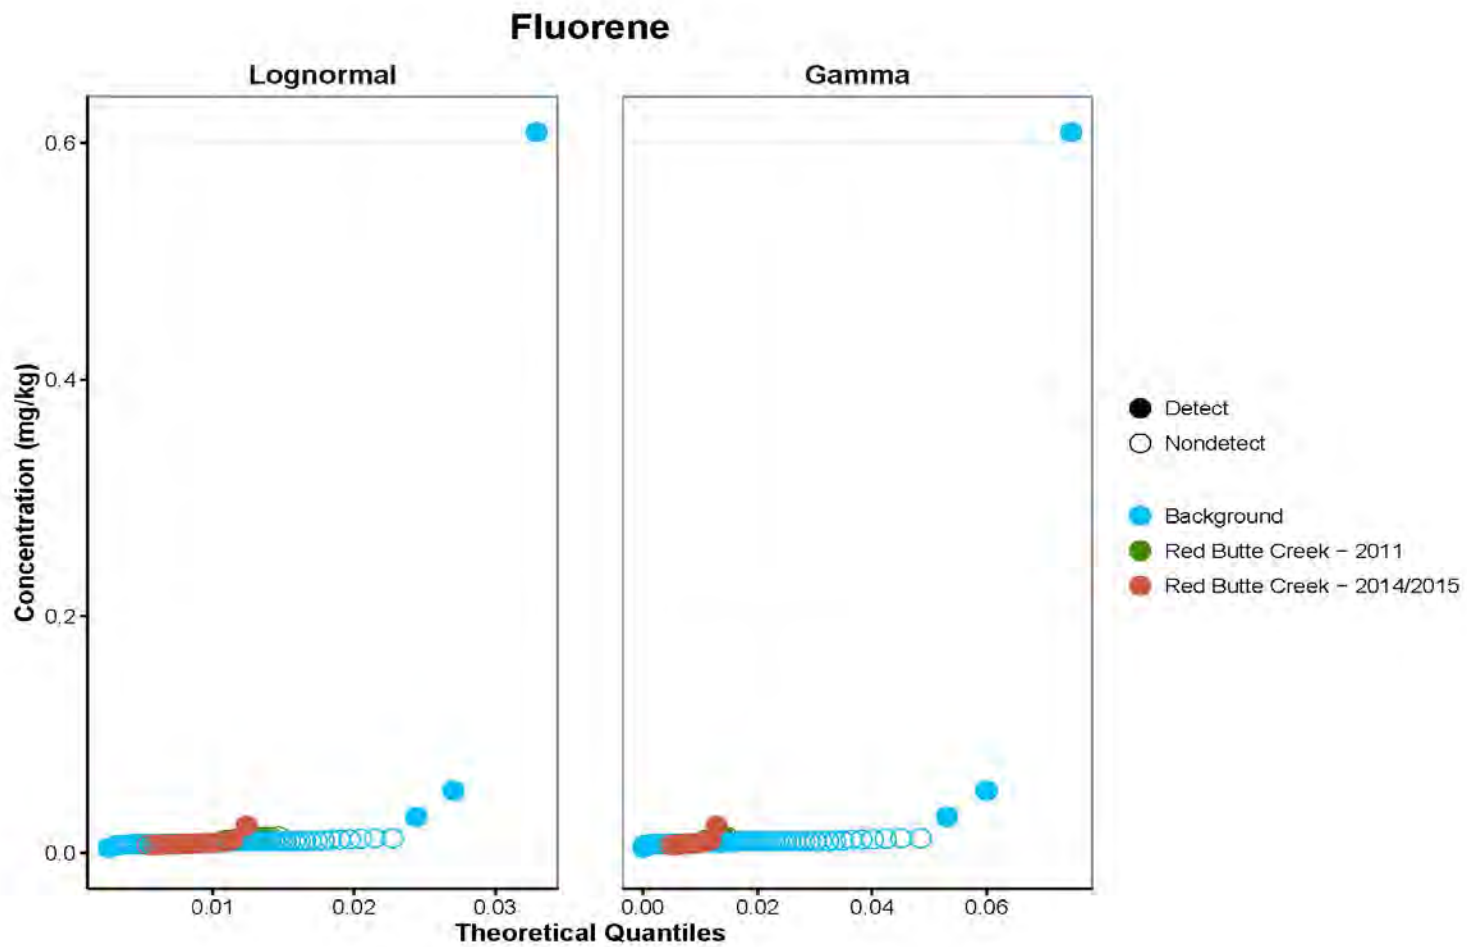 Fluorene
Lognormal
Gamma
Concentration (mg/kg)
0.6
0.4
0.2
0.0
0.01
0.02
0.03
0.00
0.02
0.04
0.06
Theoretical Quantiles
Detect
Nondetect
Background
Red Butte Creek − 2011
Red Butte Creek − 2014/2015